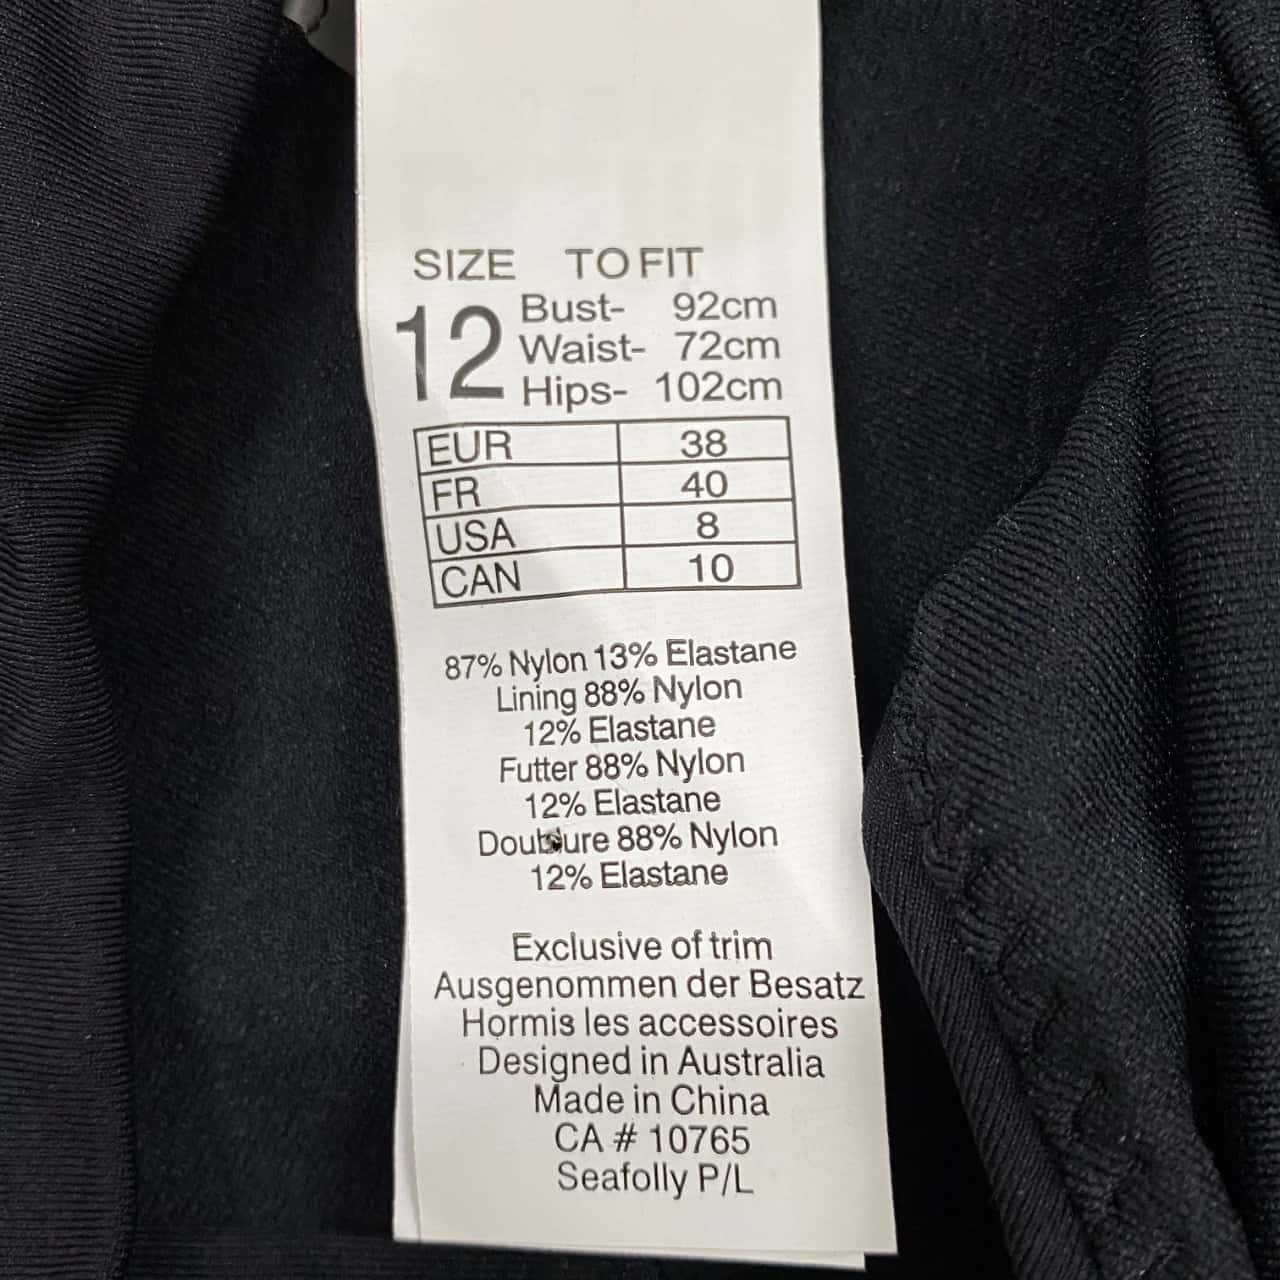 SIZE TO FIT
12
Bust- 92cm
Waist- 72cm
Hips- 102cm
EUR 38
FR 40
USA 8
CAN 10
87% Nylon 13% Elastane
Lining 88% Nylon
12% Elastane
Futter 88% Nylon
12% Elastane
Doublure 88% Nylon
12% Elastane
Exclusive of trim
Ausgenommen der Besatz
Hormis les accessoires
Designed in Australia
Made in China
CA # 10765
Seafolly P/L